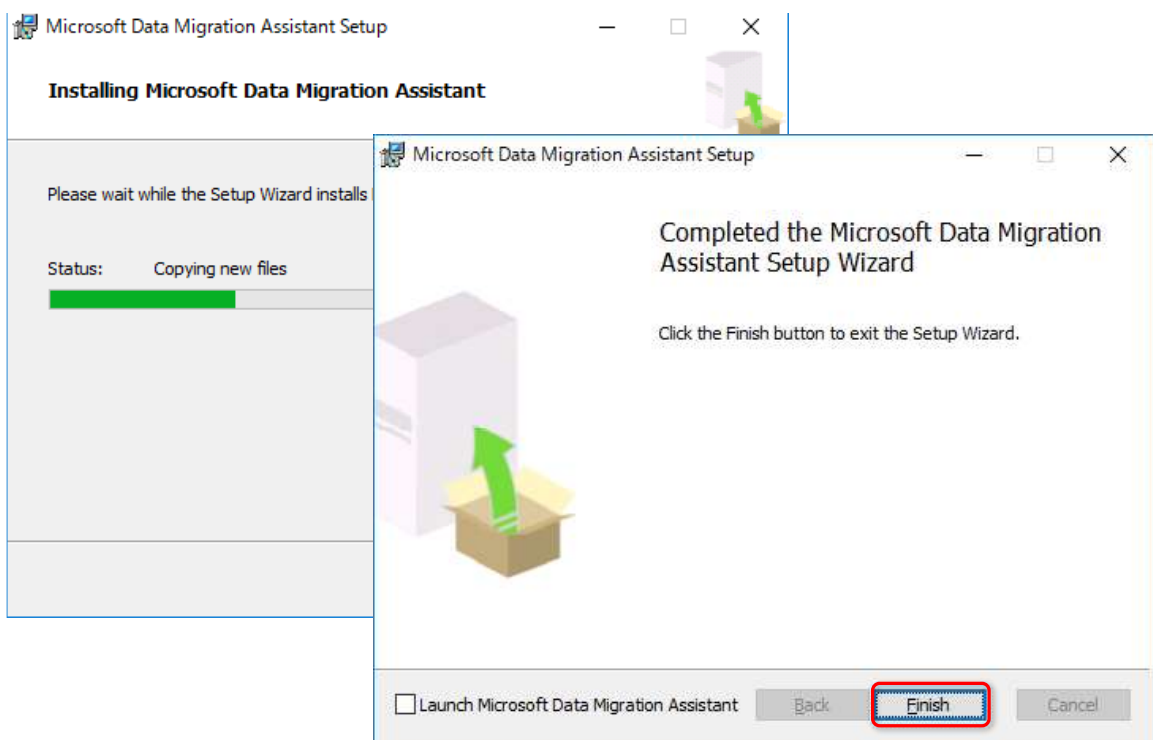 Microsoft Data Migration Assistant Setup
Installing Microsoft Data Migration Assistant
Please wait while the Setup Wizard installs
Status: Copying new files
Microsoft Data Migration Assistant Setup
Completed the Microsoft Data Migration
Assistant Setup Wizard
Click the Finish button to exit the Setup Wizard.
Launch Microsoft Data Migration Assistant Back Finish Cancel